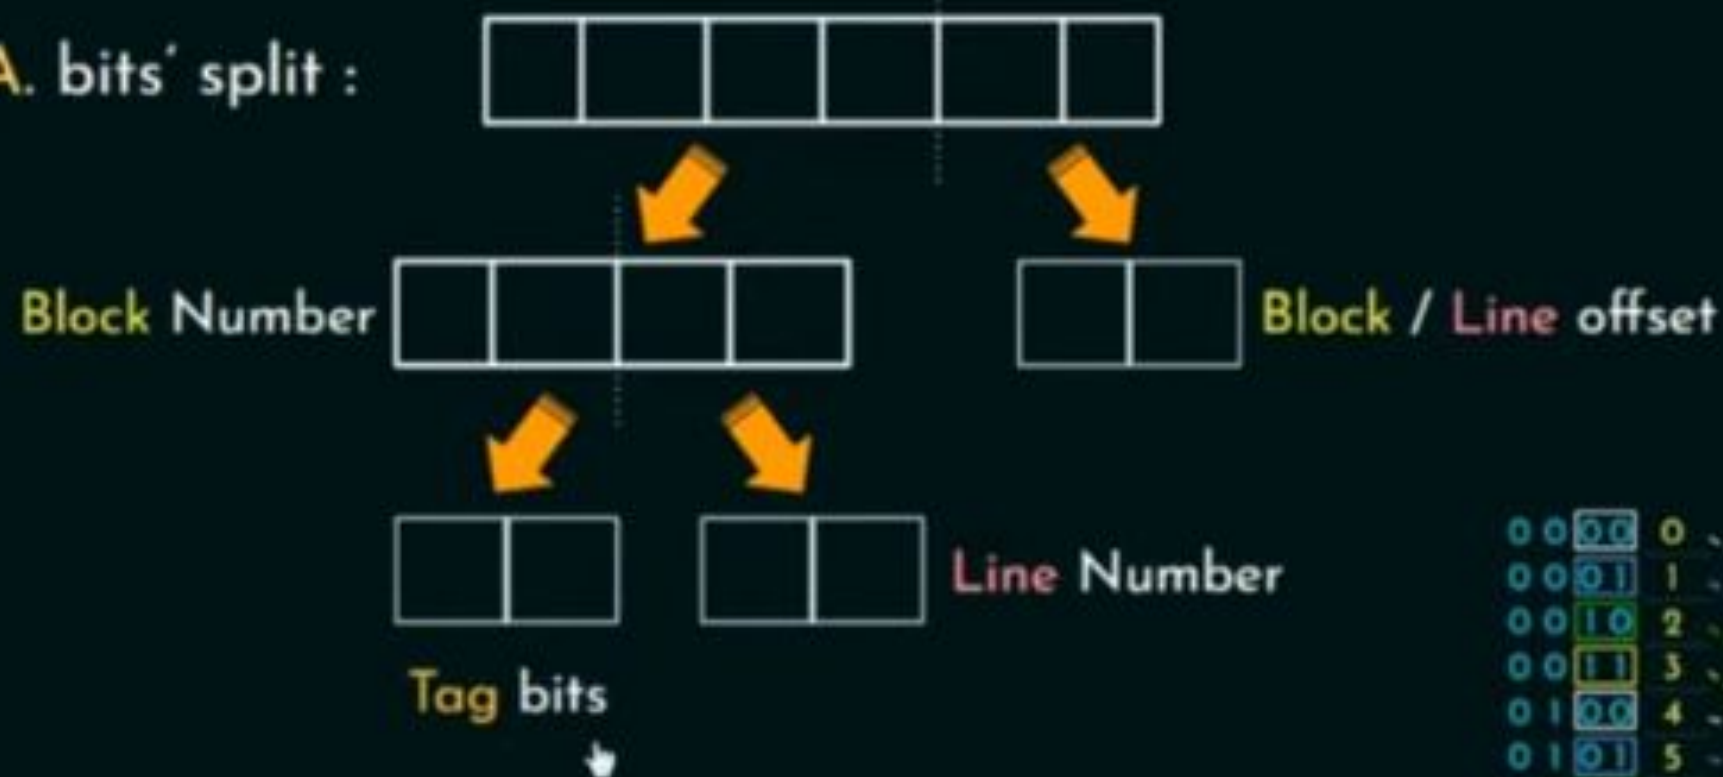 A. bits' split :
Block Number
Block / Line offset
Line Number
Tag bits
0 0 0 0 0
0 0 0 1 1
0 0 1 0 2
0 0 1 1 3
0 1 0 0 4
0 1 0 1 5